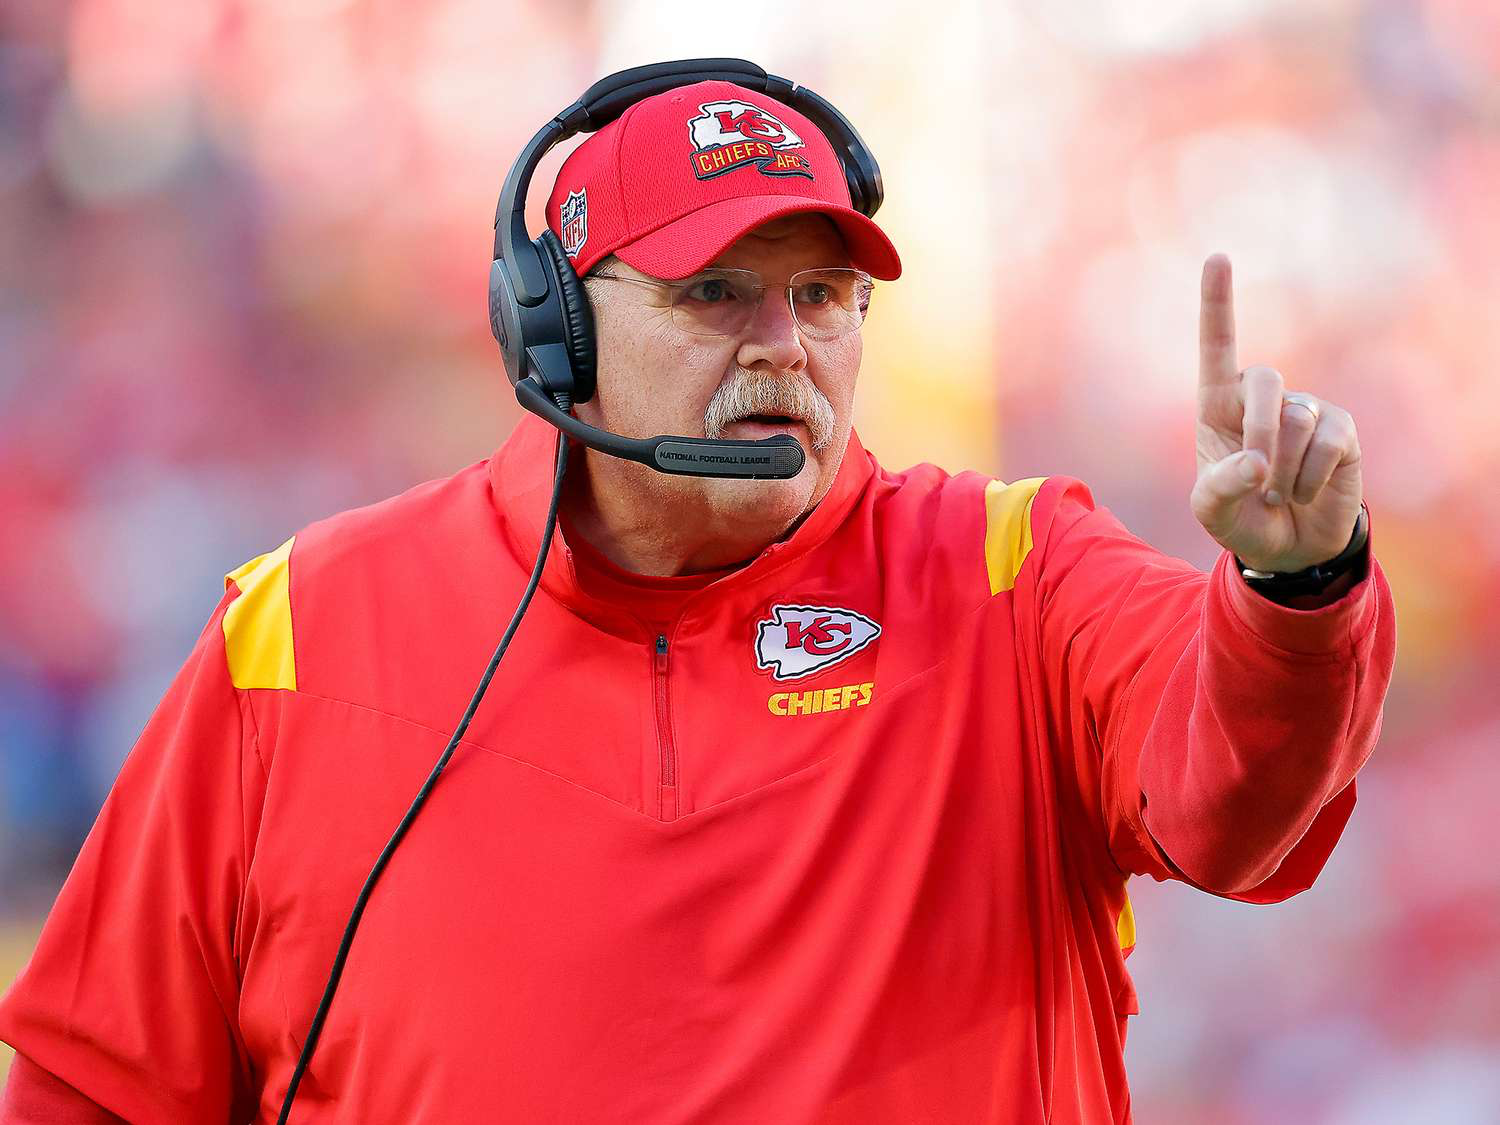 KC
CHIEFS AFC
NFL
NATIONAL FOOTBALL LEAGUE
KC
CHIEFS